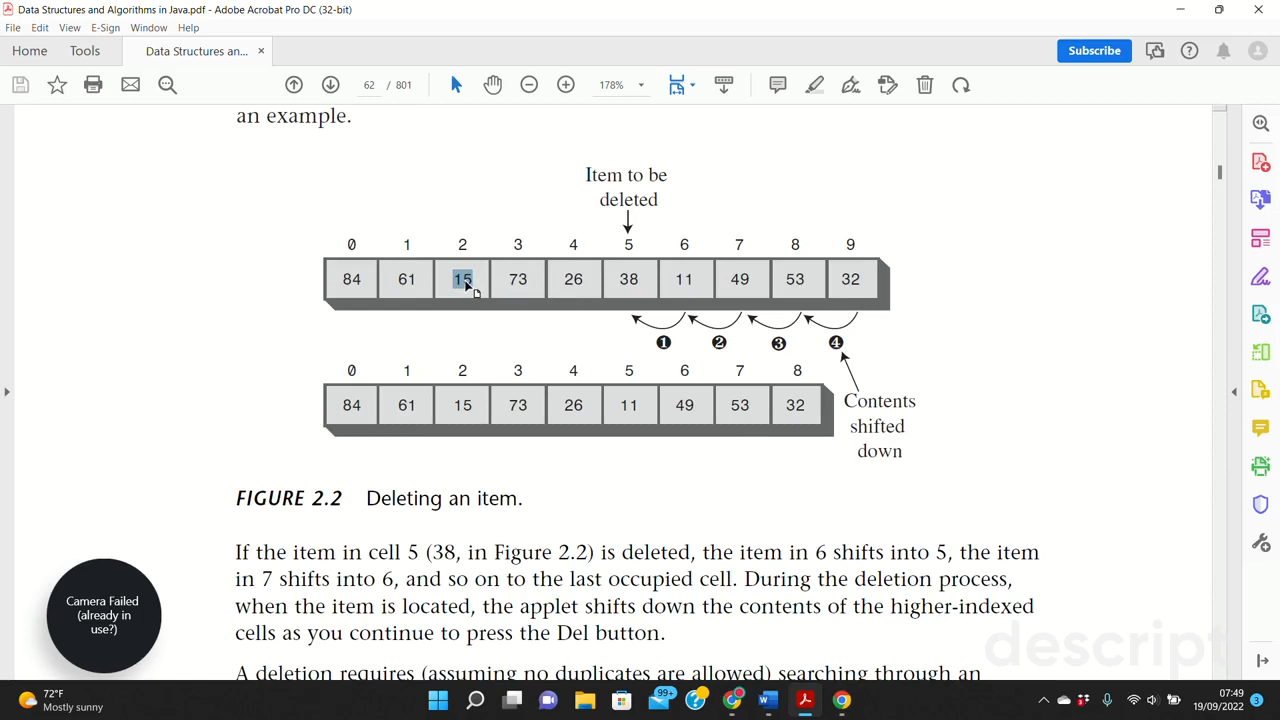 Data Structures and Algorithms in Java.pdf - Adobe Acrobat Pro DC (32-bit)
File Edit View E-Sign Window Help
Home Tools Data Structures an... × Subscribe
62 / 801 178%
an example.
Item to be
deleted
0 1 2 3 4 5 6 7 8 9
84 61 15 73 26 38 11 49 53 32
❶ ❷ ❸ ❹
0 1 2 3 4 5 6 7 8
84 61 15 73 26 11 49 53 32
Contents
shifted
down
FIGURE 2.2 Deleting an item.
If the item in cell 5 (38, in Figure 2.2) is deleted, the item in 6 shifts into 5, the item
in 7 shifts into 6, and so on to the last occupied cell. During the deletion process,
when the item is located, the applet shifts down the contents of the higher-indexed
cells as you continue to press the Del button.
A deletion requires (assuming no duplicates are allowed) searching through an
Camera Failed
(already in
use?)
descript
72°F
Mostly sunny
99+
07:49
19/09/2022
3